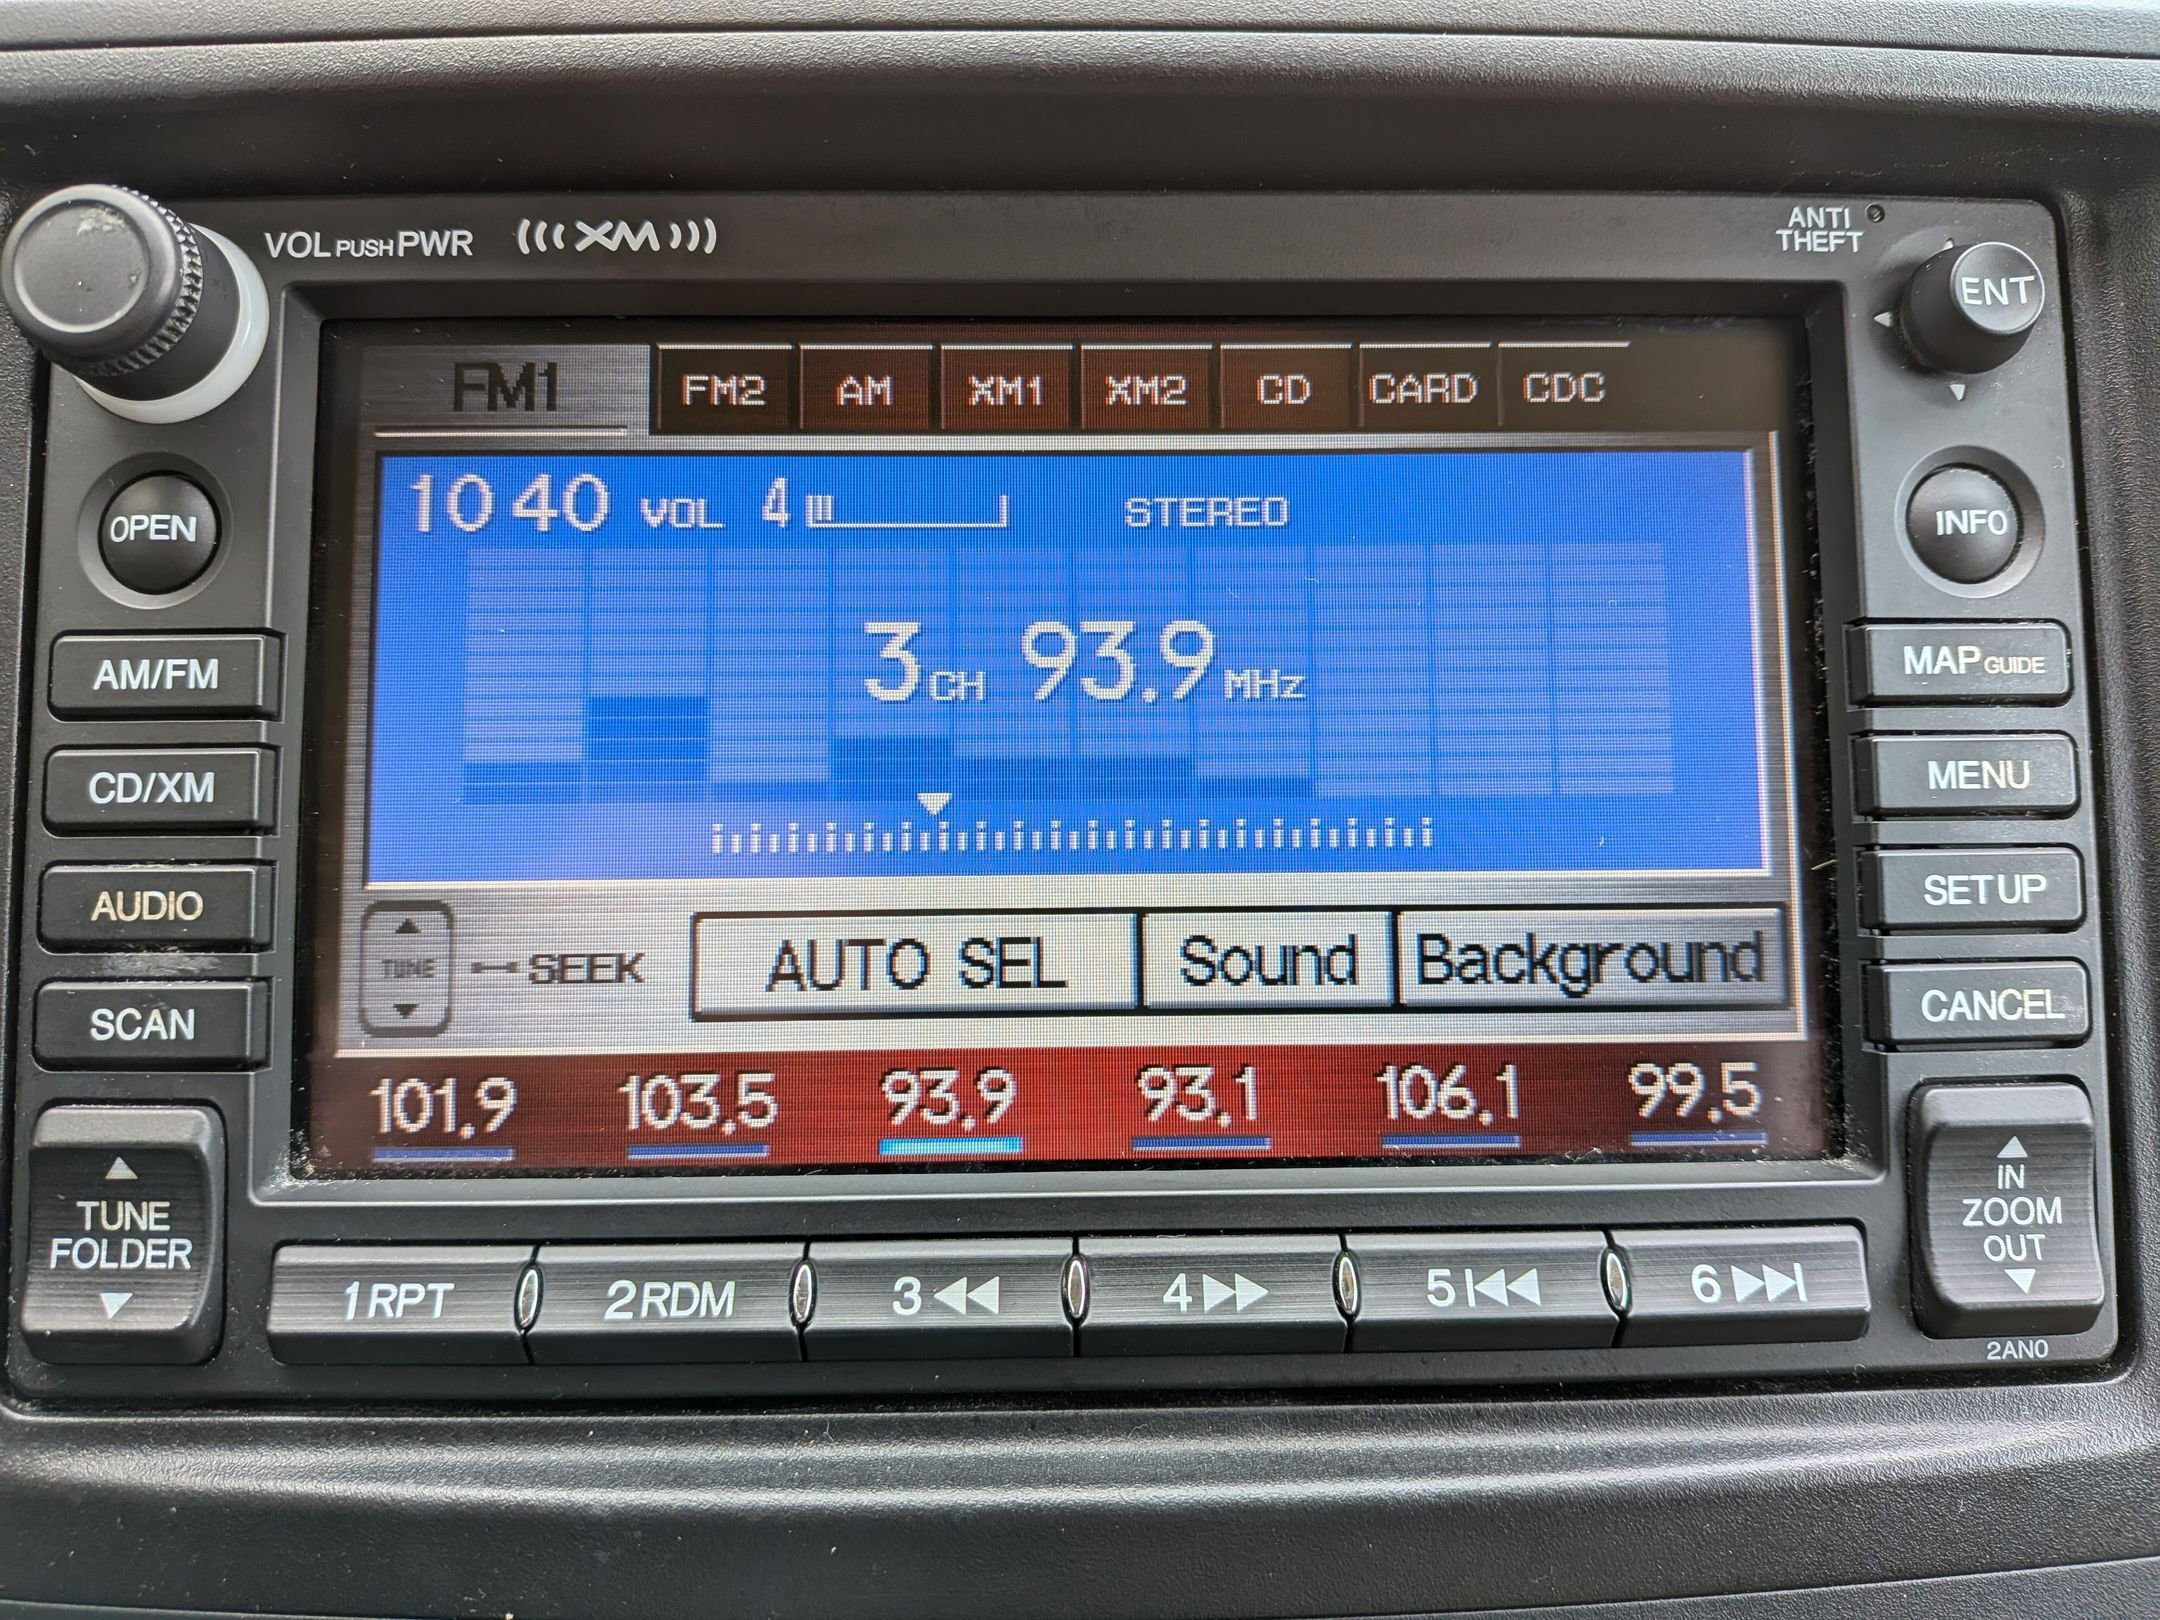 VOL PUSH PWR XM ANTI THEFT
ENT
FM1 FM2 AM XM1 XM2 CD CARD CDC
10 40 VOL 4 STEREO
OPEN
INFO
3 CH 93.9 MHz
AM/FM
MAP GUIDE
CD/XM
MENU
AUDIO
SETUP
TUNE SEEK AUTO SEL Sound Background
SCAN
CANCEL
101.9 103.5 93.9 93.1 106.1 99.5
TUNE
FOLDER
IN
ZOOM
OUT
1 RPT 2 RDM 3 4 5 6
2AN0